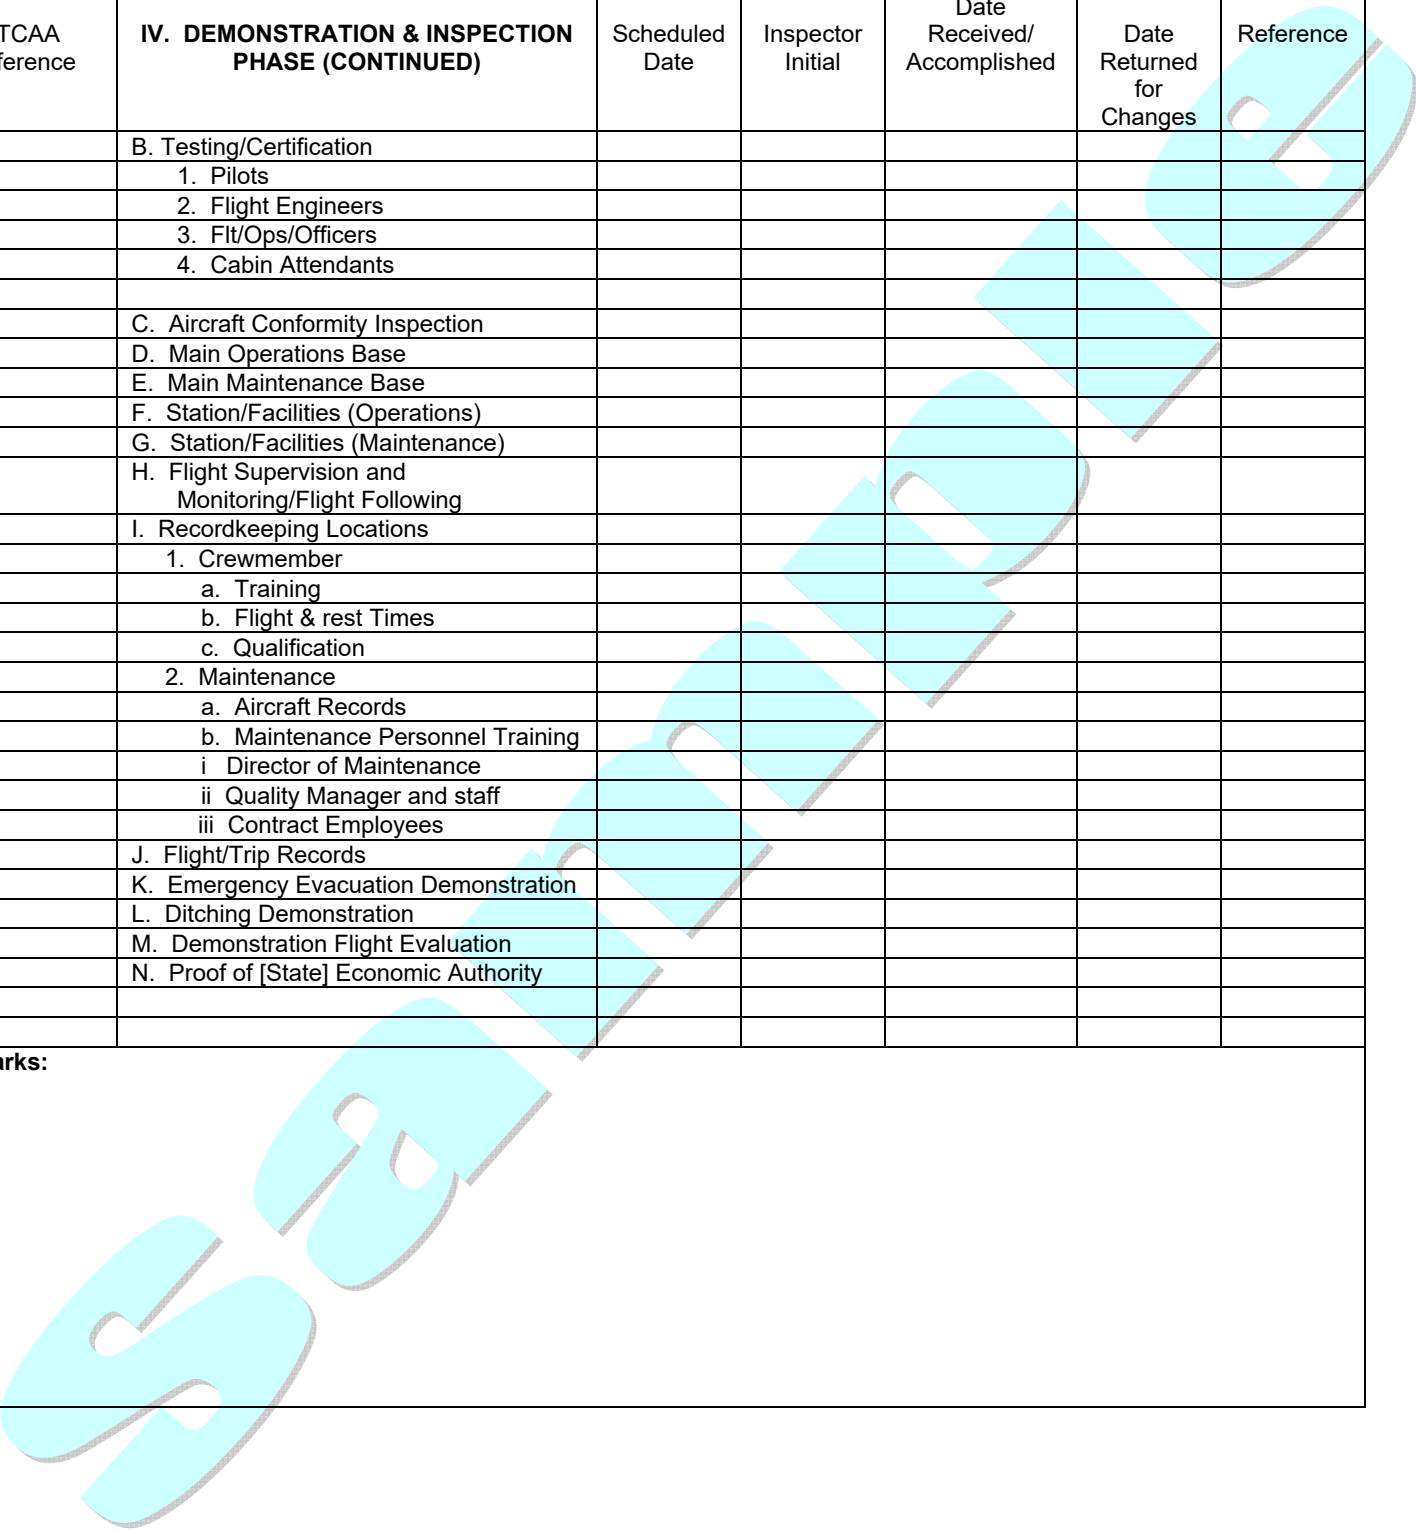 TCAA
erence
IV. DEMONSTRATION & INSPECTION
PHASE (CONTINUED)
Scheduled
Date
Inspector
Initial
Date
Received/
Accomplished
Date
Returned
for
Changes
Reference
B. Testing/Certification
1. Pilots
2. Flight Engineers
3. Flt/Ops/Officers
4. Cabin Attendants
C. Aircraft Conformity Inspection
D. Main Operations Base
E. Main Maintenance Base
F. Station/Facilities (Operations)
G. Station/Facilities (Maintenance)
H. Flight Supervision and
Monitoring/Flight Following
I. Recordkeeping Locations
1. Crewmember
a. Training
b. Flight & rest Times
c. Qualification
2. Maintenance
a. Aircraft Records
b. Maintenance Personnel Training
i Director of Maintenance
ii Quality Manager and staff
iii Contract Employees
J. Flight/Trip Records
K. Emergency Evacuation Demonstration
L. Ditching Demonstration
M. Demonstration Flight Evaluation
N. Proof of [State] Economic Authority
arks:
Sample